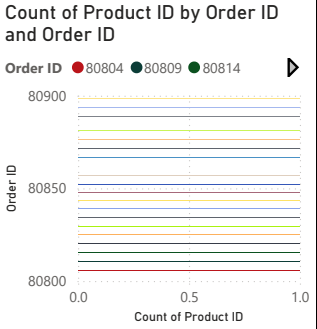 Count of Product ID by Order ID
and Order ID
Order ID 80804 80809 80814
80900
80850
80800
Order ID
0.0 0.5 1.0
Count of Product ID